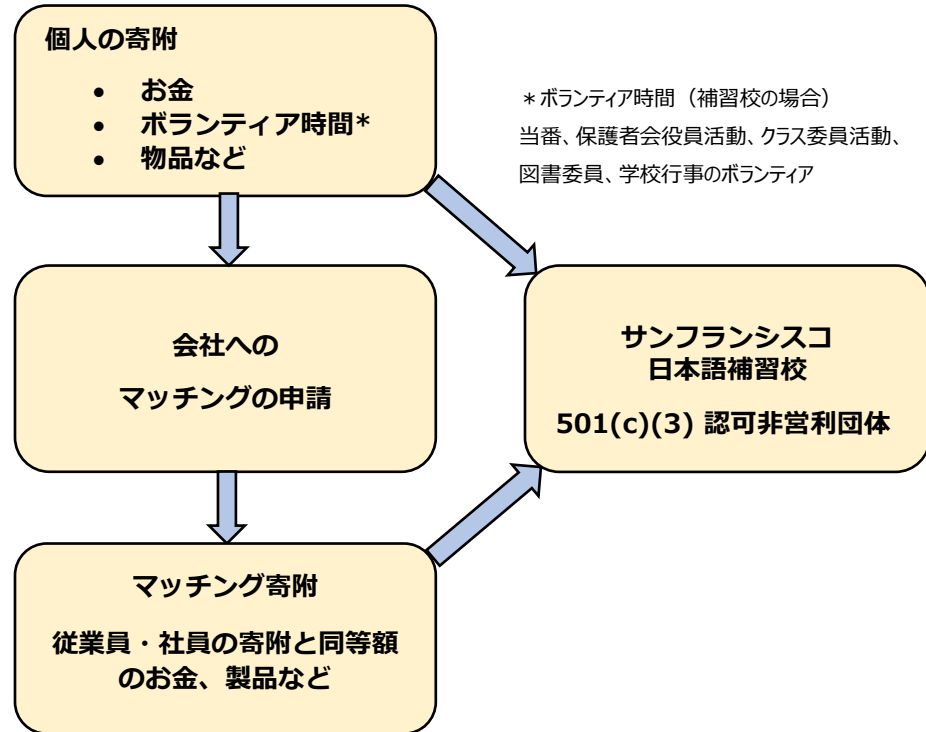 個人の寄附
• お金
• ボランティア時間*
• 物品など
＊ボランティア時間（補習校の場合）
当番、保護者会役員活動、クラス委員活動、
図書委員、学校行事のボランティア
会社への
マッチングの申請
サンフランシスコ
日本語補習校
501(c)(3) 認可非営利団体
マッチング寄附
従業員・社員の寄附と同等額
のお金、製品など